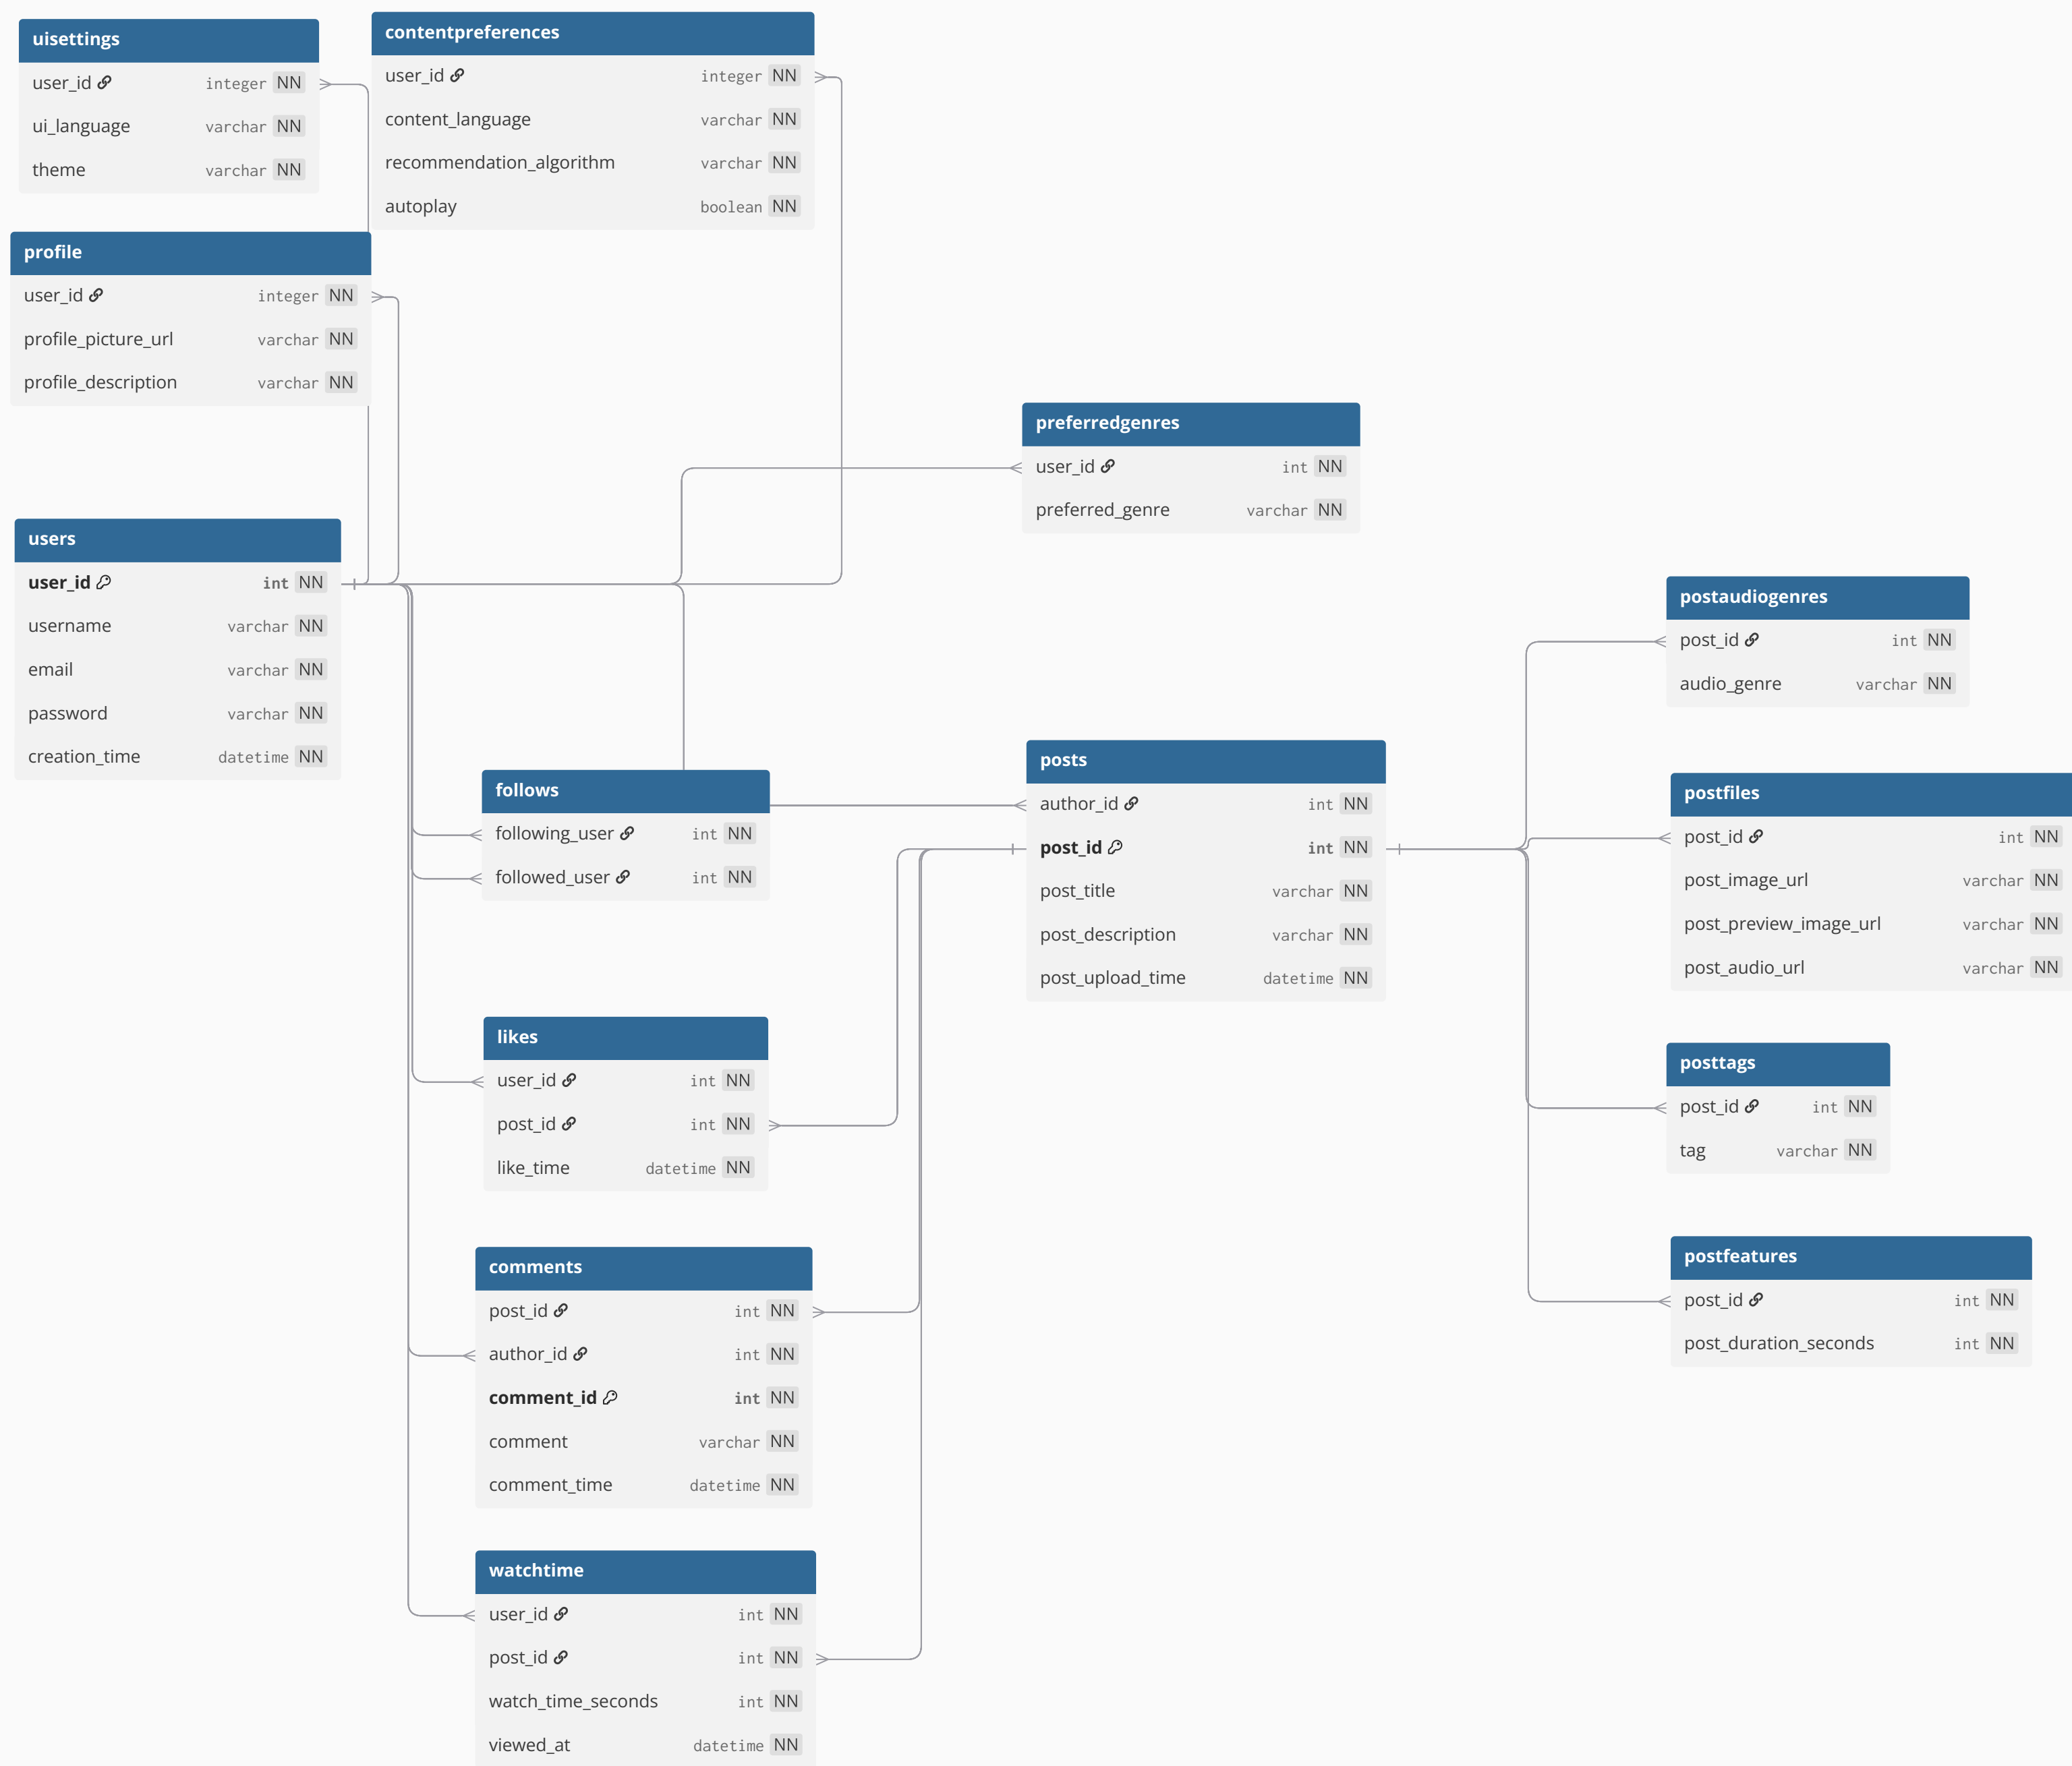 uisettings
user_id integer NN
ui_language varchar NN
theme varchar NN
contentpreferences
user_id integer NN
content_language varchar NN
recommendation_algorithm varchar NN
autoplay boolean NN
profile
user_id integer NN
profile_picture_url varchar NN
profile_description varchar NN
preferredgenres
user_id int NN
preferred_genre varchar NN
users
user_id int NN
username varchar NN
email varchar NN
password varchar NN
creation_time datetime NN
postaudiogenres
post_id int NN
audio_genre varchar NN
follows
following_user int NN
followed_user int NN
posts
author_id int NN
post_id int NN
post_title varchar NN
post_description varchar NN
post_upload_time datetime NN
postfiles
post_id int NN
post_image_url varchar NN
post_preview_image_url varchar NN
post_audio_url varchar NN
likes
user_id int NN
post_id int NN
like_time datetime NN
posttags
post_id int NN
tag varchar NN
comments
post_id int NN
author_id int NN
comment_id int NN
comment varchar NN
comment_time datetime NN
postfeatures
post_id int NN
post_duration_seconds int NN
watchtime
user_id int NN
post_id int NN
watch_time_seconds int NN
viewed_at datetime NN